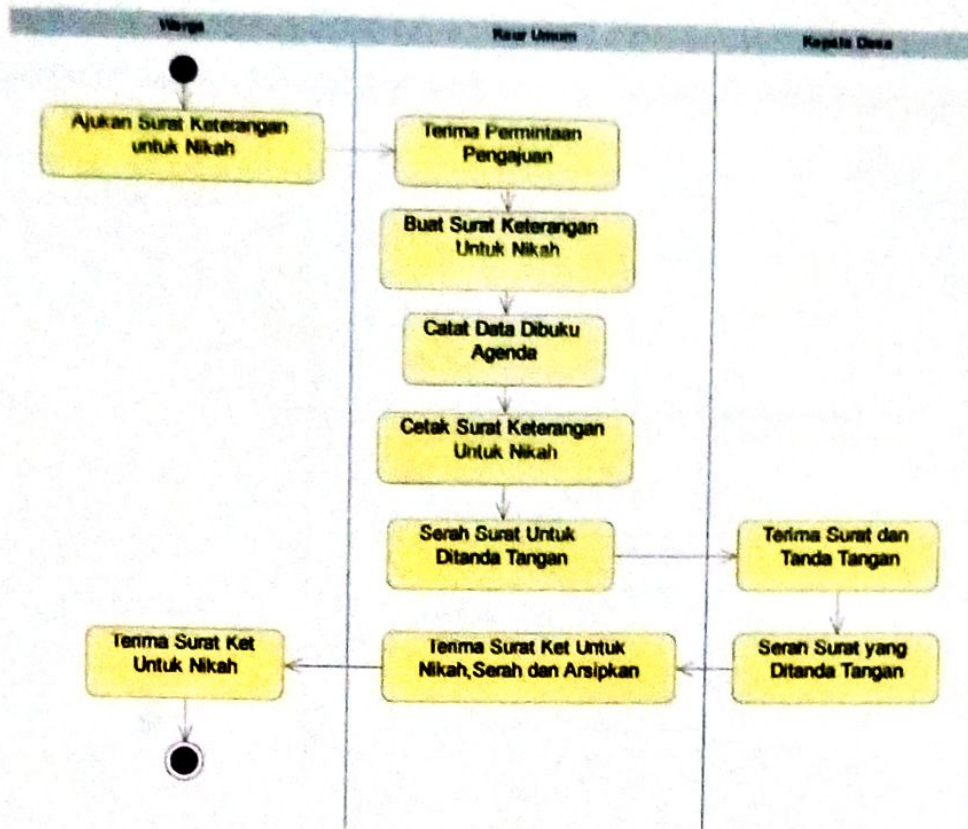 Warga
Kaur Umum
Kepala Desa
Ajukan Surat Keterangan
untuk Nikah
Terima Permintaan
Pengajuan
Buat Surat Keterangan
Untuk Nikah
Catat Data Dibuku
Agenda
Cetak Surat Keterangan
Untuk Nikah
Serah Surat Untuk
Ditanda Tangan
Terima Surat dan
Tanda Tangan
Serah Surat yang
Ditanda Tangan
Terima Surat Ket Untuk
Nikah,Serah dan Arsipkan
Terima Surat Ket
Untuk Nikah